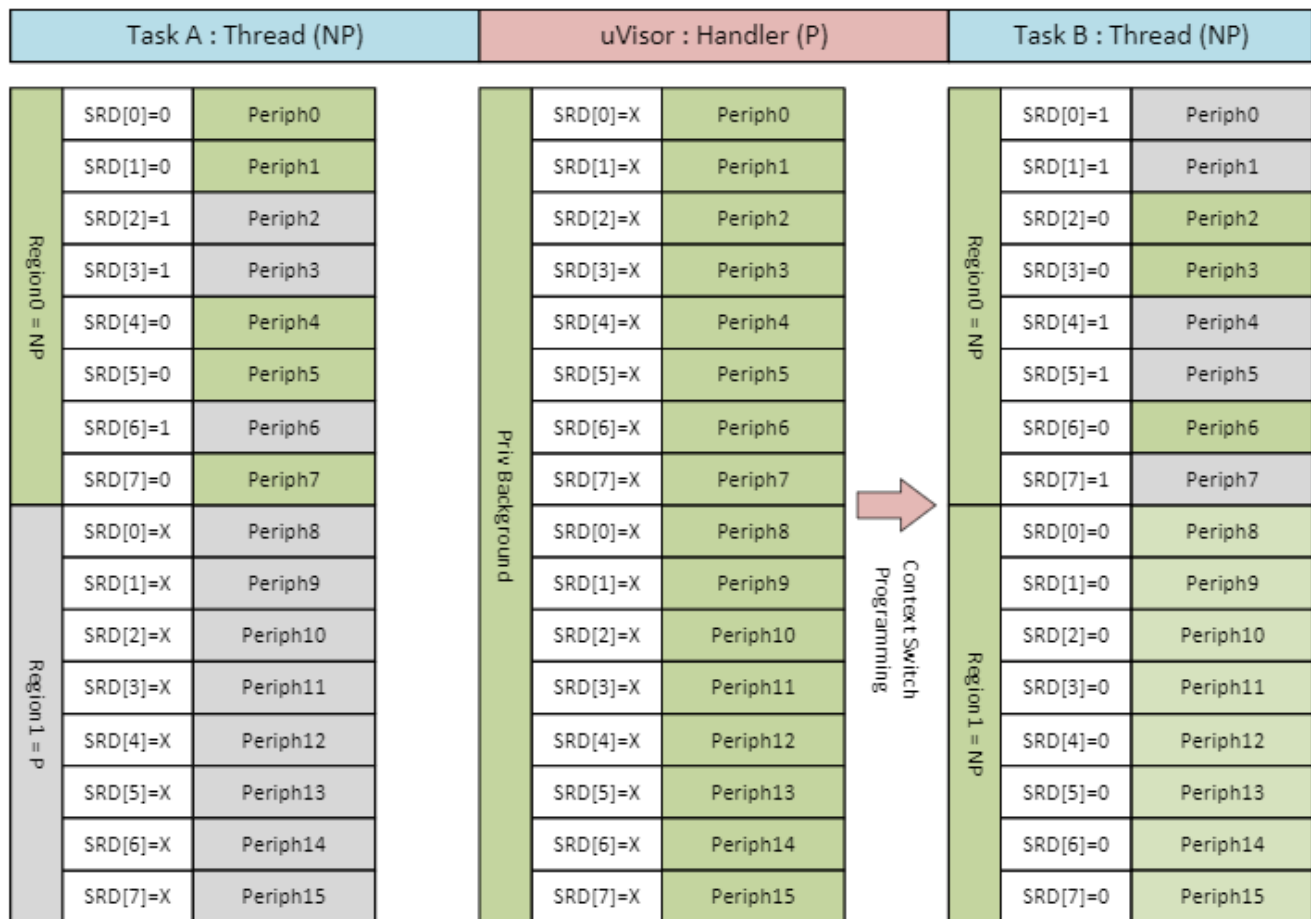 Task A : Thread (NP) uVisor : Handler (P) Task B : Thread (NP)
Region0 = NP
SRD[0]=0 Periph0
SRD[1]=0 Periph1
SRD[2]=1 Periph2
SRD[3]=1 Periph3
SRD[4]=0 Periph4
SRD[5]=0 Periph5
SRD[6]=1 Periph6
SRD[7]=0 Periph7
Region1 = P
SRD[0]=X Periph8
SRD[1]=X Periph9
SRD[2]=X Periph10
SRD[3]=X Periph11
SRD[4]=X Periph12
SRD[5]=X Periph13
SRD[6]=X Periph14
SRD[7]=X Periph15
Priv Background
SRD[0]=X Periph0
SRD[1]=X Periph1
SRD[2]=X Periph2
SRD[3]=X Periph3
SRD[4]=X Periph4
SRD[5]=X Periph5
SRD[6]=X Periph6
SRD[7]=X Periph7
SRD[0]=X Periph8
SRD[1]=X Periph9
SRD[2]=X Periph10
SRD[3]=X Periph11
SRD[4]=X Periph12
SRD[5]=X Periph13
SRD[6]=X Periph14
SRD[7]=X Periph15
Context Switch
Programming
Region0 = NP
SRD[0]=1 Periph0
SRD[1]=1 Periph1
SRD[2]=0 Periph2
SRD[3]=0 Periph3
SRD[4]=1 Periph4
SRD[5]=1 Periph5
SRD[6]=0 Periph6
SRD[7]=1 Periph7
Region1 = NP
SRD[0]=0 Periph8
SRD[1]=0 Periph9
SRD[2]=0 Periph10
SRD[3]=0 Periph11
SRD[4]=0 Periph12
SRD[5]=0 Periph13
SRD[6]=0 Periph14
SRD[7]=0 Periph15